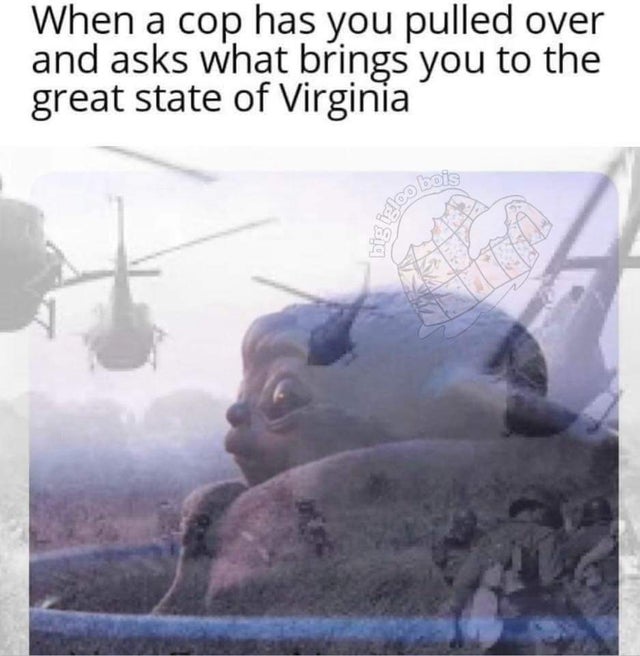 When a cop has you pulled over
and asks what brings you to the
great state of Virginia
big igloo bois